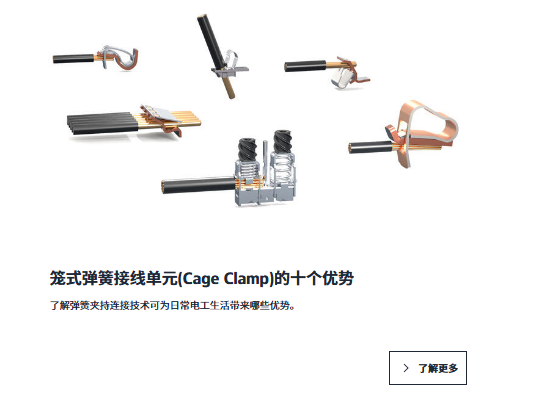 笼式弹簧接线单元(Cage Clamp)的十个优势
了解弹簧夹持连接技术可为日常电工生活带来哪些优势。
了解更多